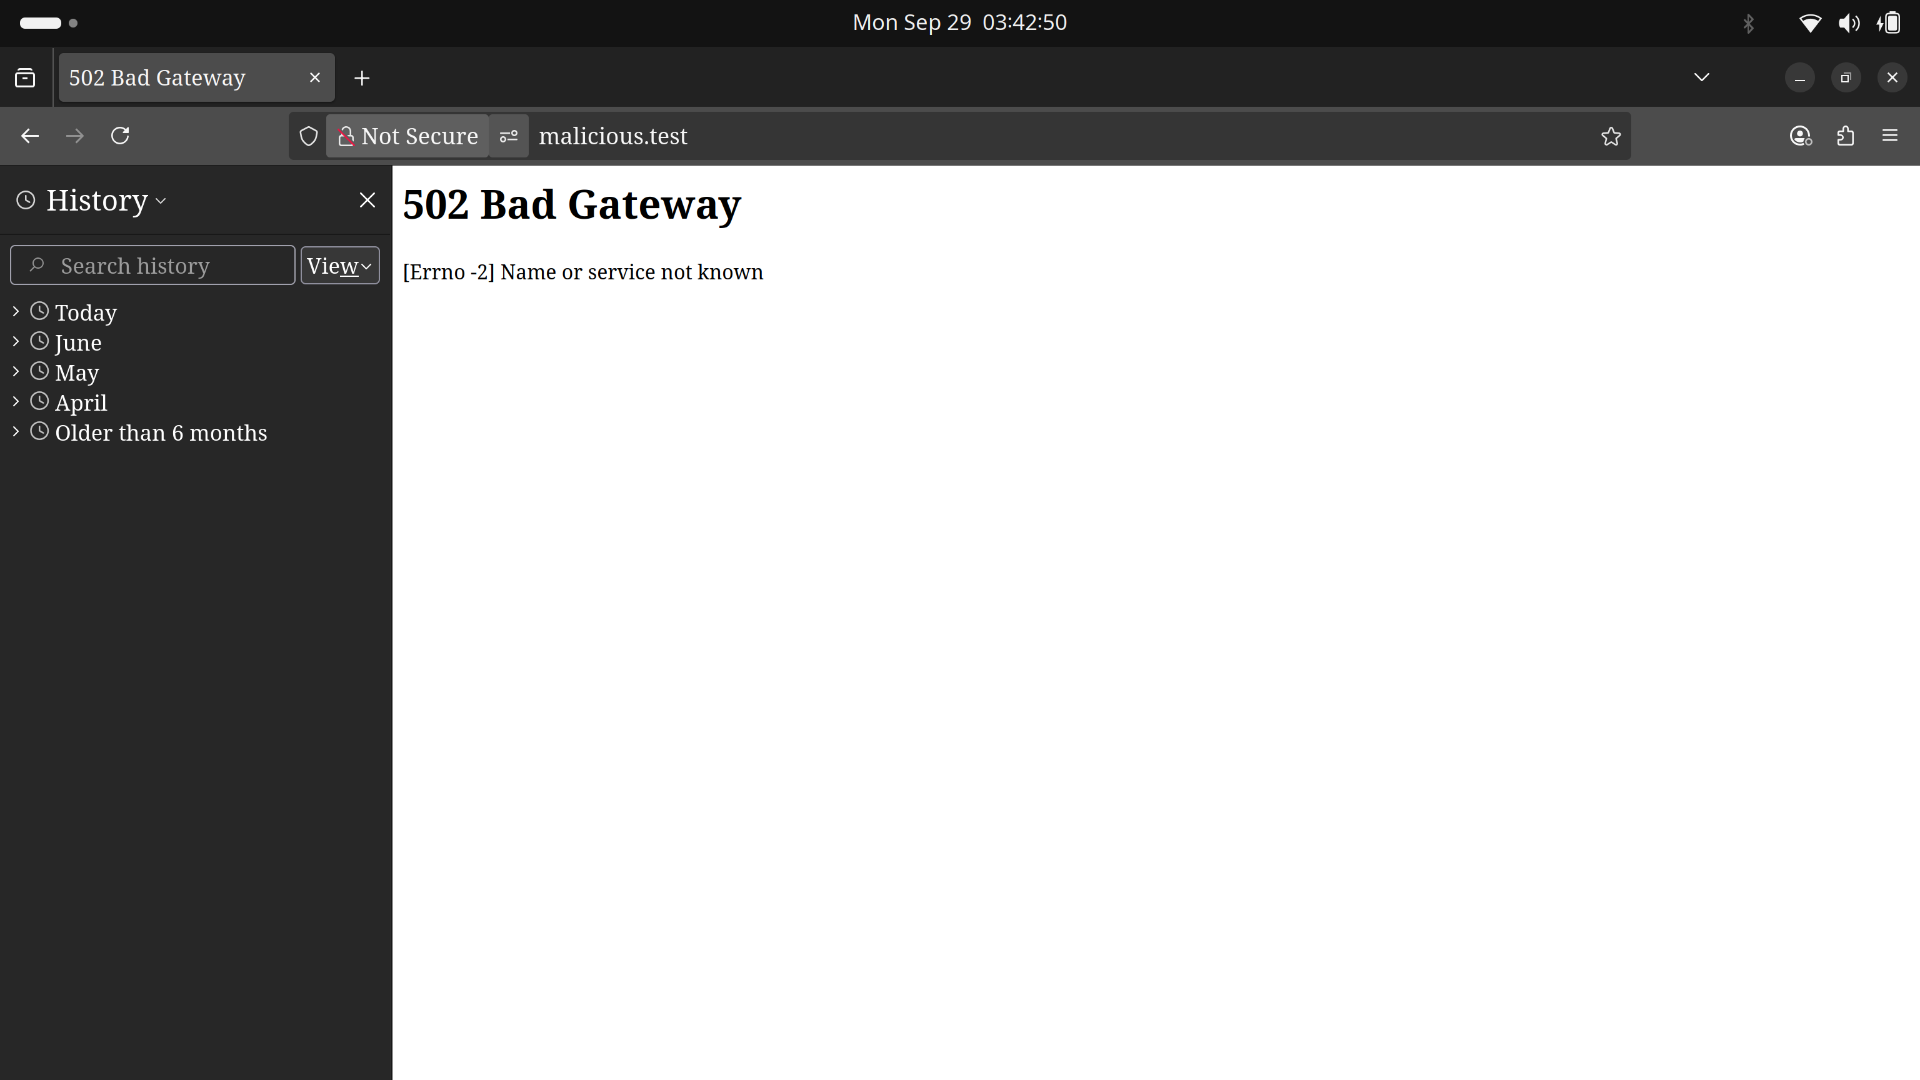 Mon Sep 29  03:42:50
502 Bad Gateway
Not Secure
malicious.test
History
Search history
View
Today
June
May
April
Older than 6 months
502 Bad Gateway
[Errno -2] Name or service not known